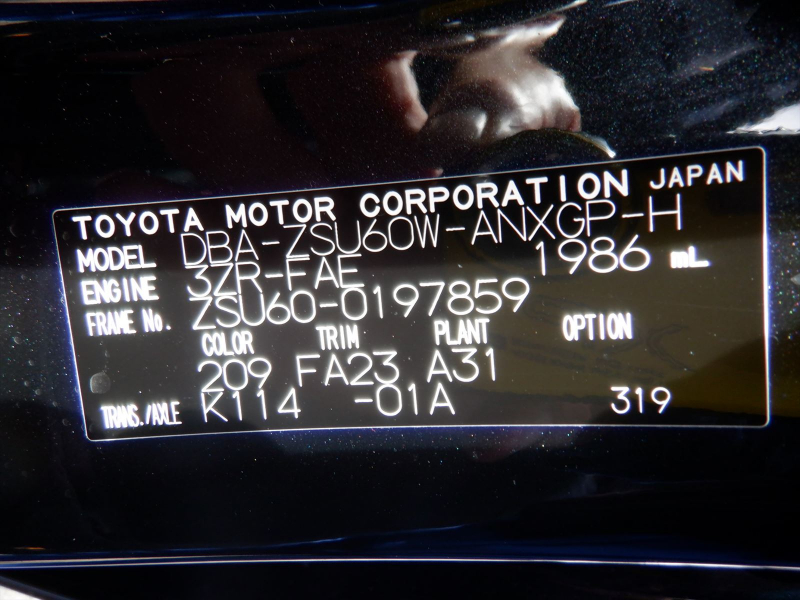 TOYOTA MOTOR CORPORATION JAPAN
MODEL DBA-ZSU60W-ANXGP-H
ENGINE 3ZR-FAE 1986 mL
FRAME No. ZSU60-0197859
COLOR TRIM PLANT OPTION
209 FA23 A31
TRANS./AXLE K114 -01A 319